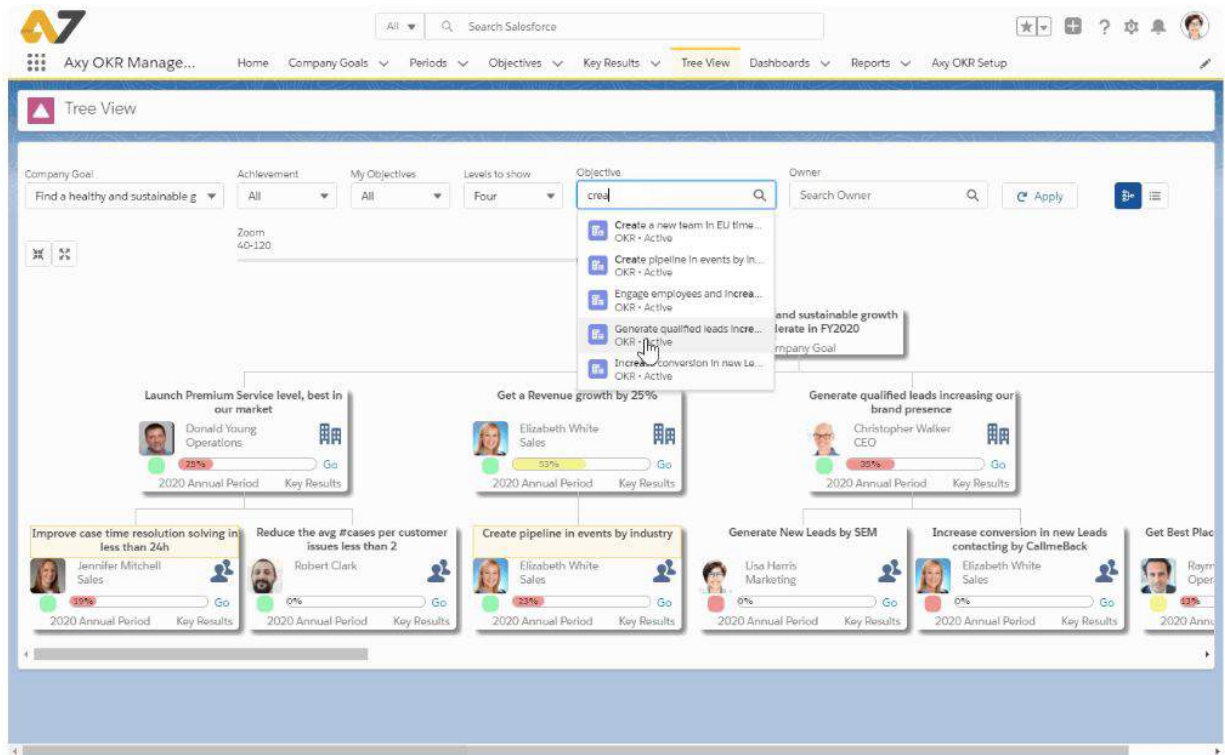 A7
All
Search Salesforce
Axy OKR Manage...
Home
Company Goals
Periods
Objectives
Key Results
Tree View
Dashboards
Reports
Axy OKR Setup
Tree View
Company Goal
Achievement
My Objectives
Levels to show
Objective
Owner
Find a healthy and sustainable g
All
All
Four
crea
Search Owner
Apply
Zoom
40-120
Create a new team in EU time...
OKR • Active
Create pipeline in events by in...
OKR • Active
Engage employees and increa...
OKR • Active
Generate qualified leads incre...
OKR • Active
Increase conversion in new Le...
OKR • Active
and sustainable growth
lerate in FY2020
mpany Goal
Launch Premium Service level, best in
our market
Donald Young
Operations
25%
Go
2020 Annual Period
Key Results
Get a Revenue growth by 25%
Elizabeth White
Sales
53%
Go
2020 Annual Period
Key Results
Generate qualified leads increasing our
brand presence
Christopher Walker
CEO
35%
Go
2020 Annual Period
Key Results
Improve case time resolution solving in
less than 24h
Jennifer Mitchell
Sales
19%
Go
2020 Annual Period
Key Results
Reduce the avg #cases per customer
issues less than 2
Robert Clark
0%
Go
2020 Annual Period
Key Results
Create pipeline in events by industry
Elizabeth White
Sales
23%
Go
2020 Annual Period
Key Results
Generate New Leads by SEM
Lisa Harris
Marketing
0%
Go
2020 Annual Period
Key Results
Increase conversion in new Leads
contacting by CallmeBack
Elizabeth White
Sales
0%
Go
2020 Annual Period
Key Results
Get Best Plac
Raym
Oper
13%
2020 Annu